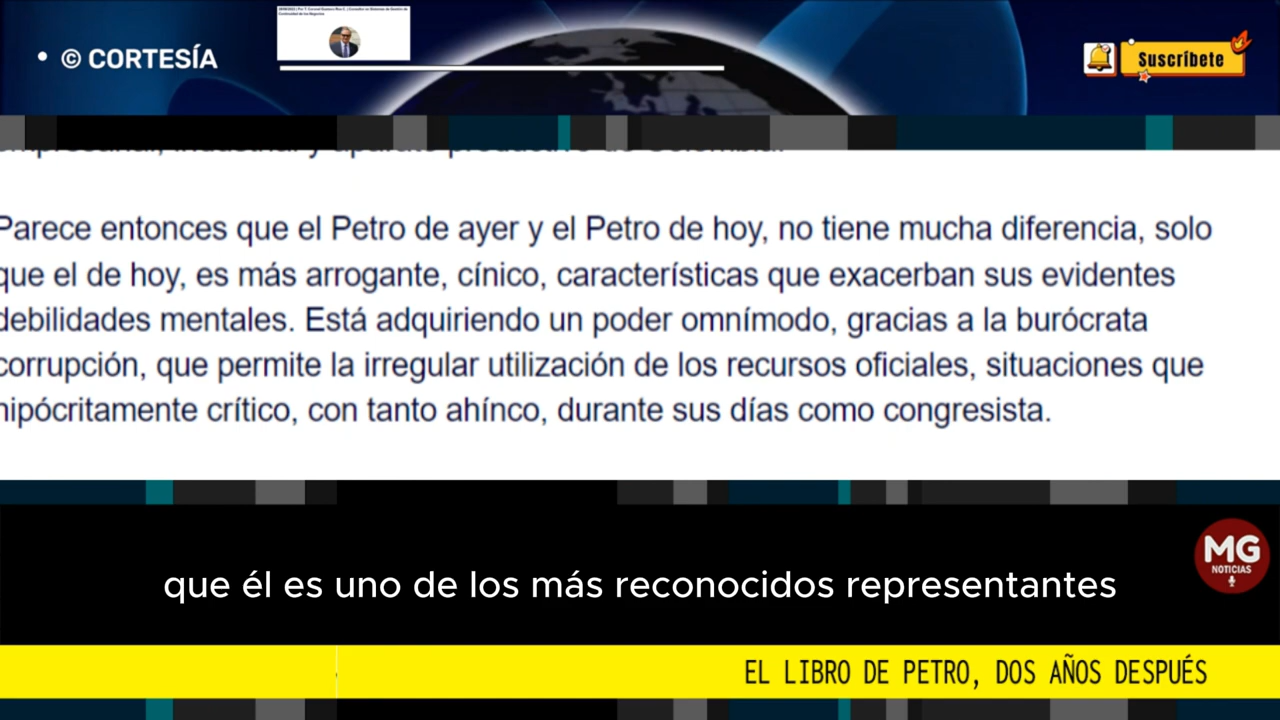 • © CORTESÍA
Suscríbete
Parece entonces que el Petro de ayer y el Petro de hoy, no tiene mucha diferencia, solo
que el de hoy, es más arrogante, cínico, características que exacerban sus evidentes
debilidades mentales. Está adquiriendo un poder omnímodo, gracias a la burócrata
corrupción, que permite la irregular utilización de los recursos oficiales, situaciones que
hipócritamente crítico, con tanto ahínco, durante sus días como congresista.
MG
NOTICIAS
que él es uno de los más reconocidos representantes
EL LIBRO DE PETRO, DOS AÑOS DESPUÉS